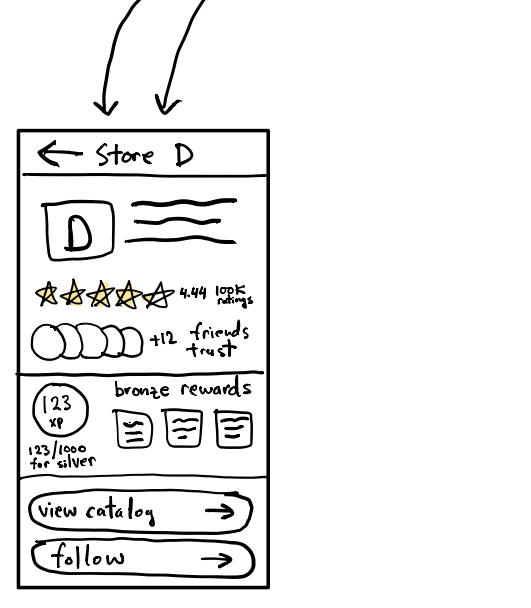 Store D
D
4.44 100K
ratings
+12 friends
trust
bronze rewards
123
xp
123/1000
for silver
view catalog
follow